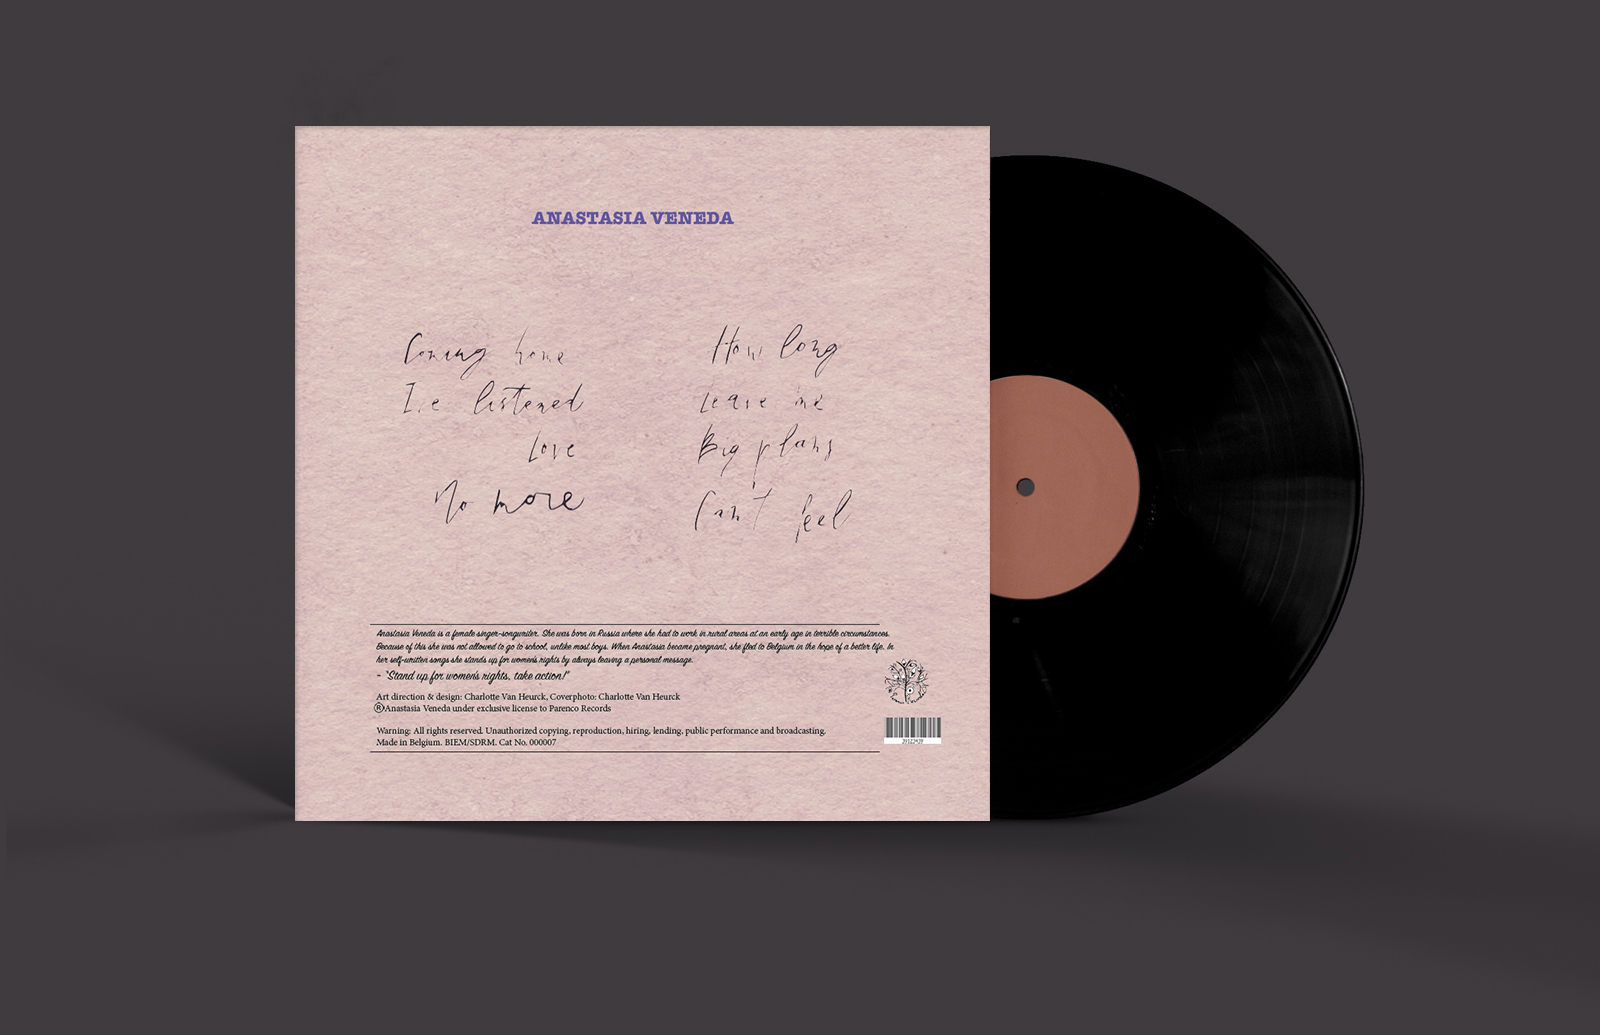 ANASTASIA VENEDA
Coming home
I've listened
Love
No more
How long
Leave me
Big plans
Can't feel
Anastasia Veneda is a female singer-songwriter. She was born in Russia where she had to work in rural areas at an early age in terrible circumstances.
Because of this she was not allowed to go to school, unlike most boys. When Anastasia became pregnant, she fled to Belgium in the hope of a better life. In
her self-written songs she stands up for women's rights by always leaving a personal message.
- "Stand up for women's rights, take action!"
Art direction & design: Charlotte Van Heurck, Coverphoto: Charlotte Van Heurck
®Anastasia Veneda under exclusive license to Parenco Records
Warning: All rights reserved. Unauthorized copying, reproduction, hiring, lending, public performance and broadcasting.
Made in Belgium. BIEM/SDRM. Cat No. 000007